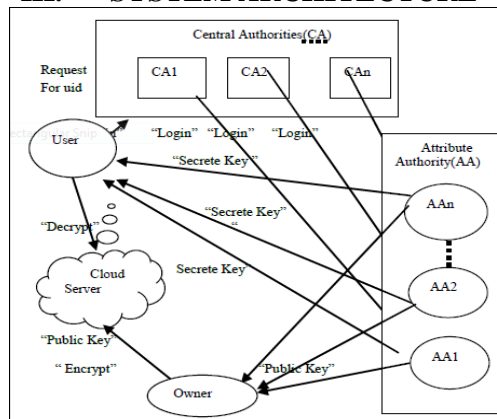 III. SYSTEM ARCHITECTURE
Central Authorities(CA)
Request
For uid
CA1
CA2
CAn
"Login" "Login" "Login"
Attribute
Authority(AA)
User
"Secrete Key"
AAn
"Secrete Key"
"
"Decrypt"
Cloud
Server
Secrete Key"
AA2
"Public Key"
" Encrypt"
"Public Key"
AA1
Owner